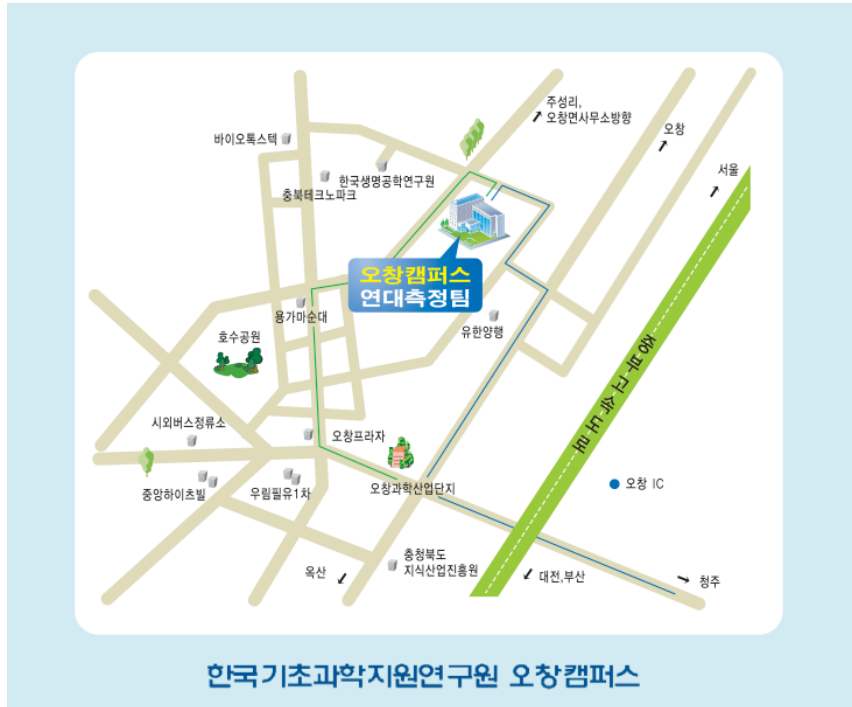 주성리,
오창면사무소방향
오창
서울
바이오톡스텍
한국생명공학연구원
충북테크노파크
오창캠퍼스
연대측정팀
용가마순대
호수공원
유한양행
중부고속도로
시외버스정류소
오창프라자
오창과학산업단지
오창 IC
중앙하이츠빌
우림필유1차
옥산
충청북도
지식산업진흥원
대전,부산
청주
한국기초과학지원연구원 오창캠퍼스